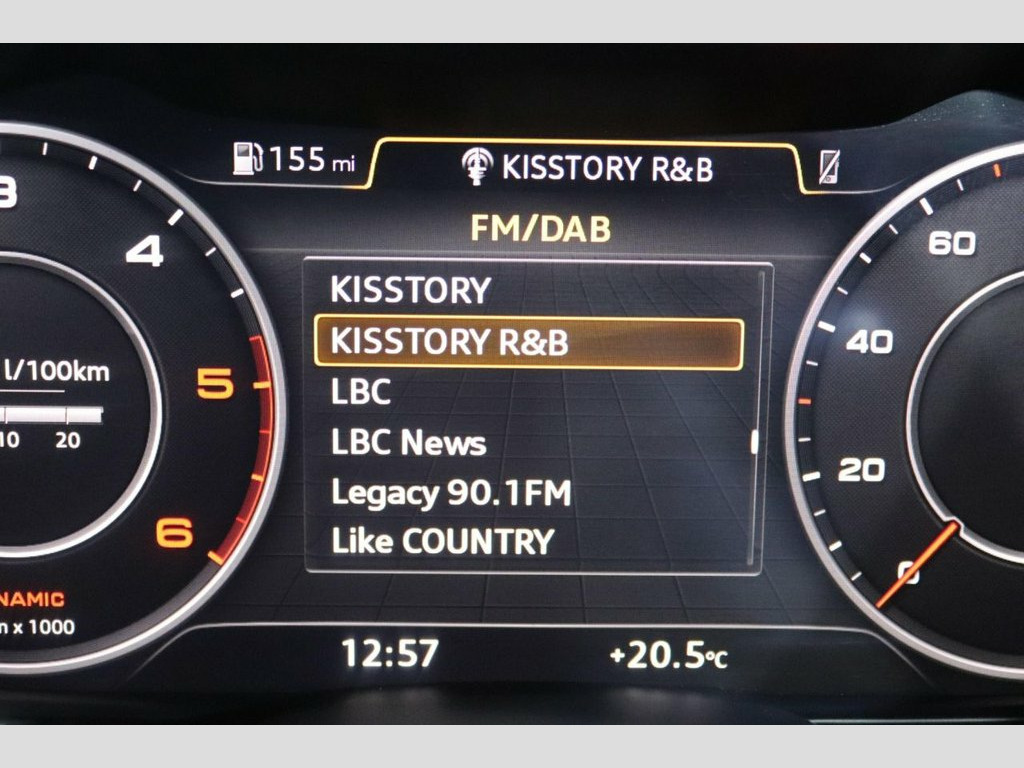 155 mi
KISSTORY R&B
FM/DAB
KISSTORY
KISSTORY R&B
LBC
LBC News
Legacy 90.1FM
Like COUNTRY
12:57
+20.5°C
3
4
5
6
l/100km
10 20
x 1000
60
40
20
0